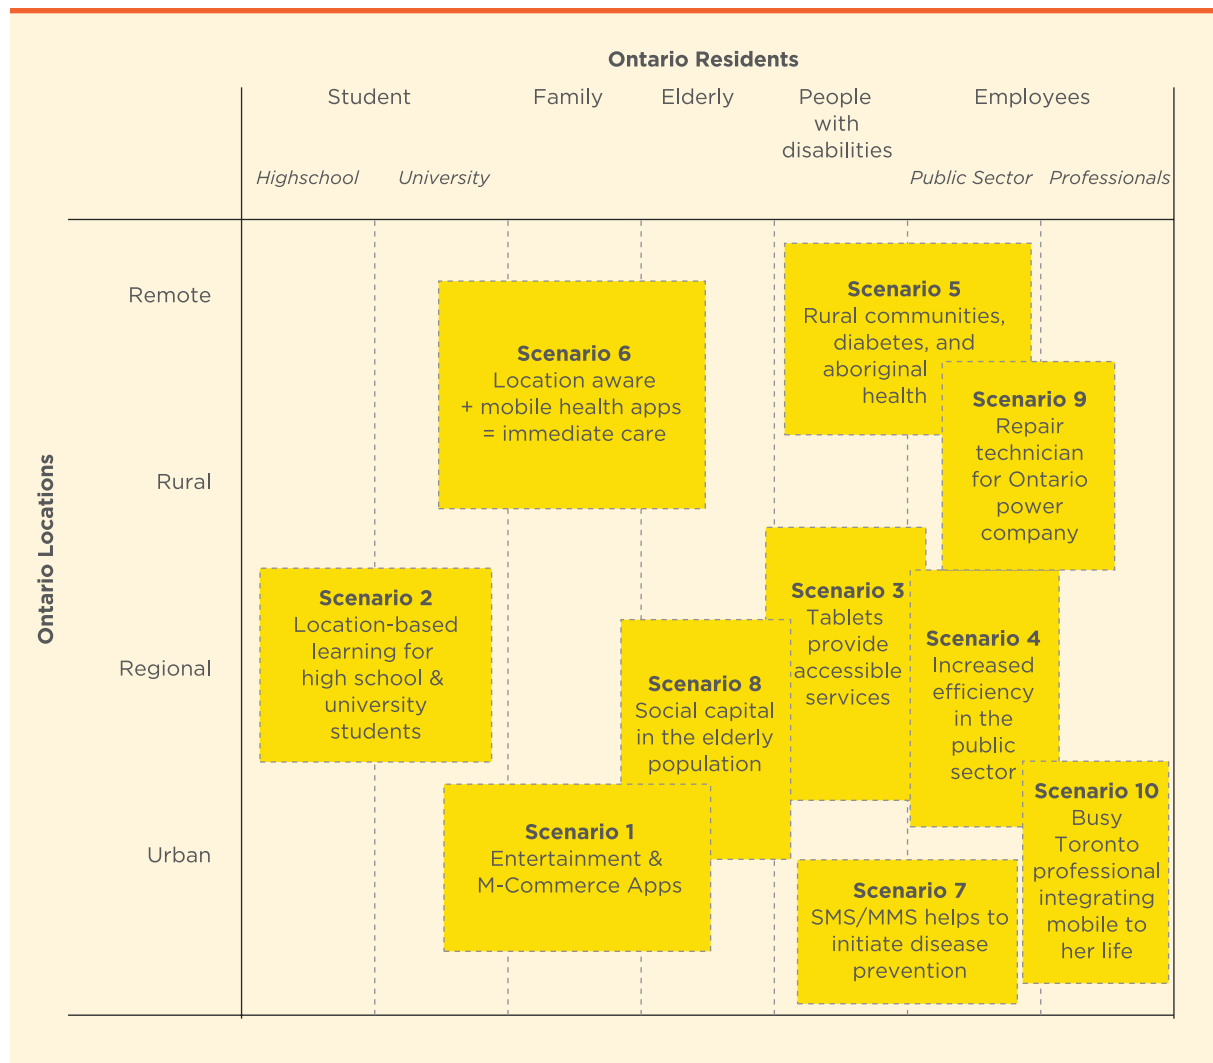 Ontario Residents
Student
Family
Elderly
People
with
disabilities
Employees
Highschool
University
Public Sector
Professionals
Ontario Locations
Remote
Rural
Regional
Urban
Scenario 5
Rural communities,
diabetes, and
aboriginal
health
Scenario 6
Location aware
+ mobile health apps
= immediate care
Scenario 9
Repair
technician
for Ontario
power
company
Scenario 2
Location-based
learning for
high school &
university
students
Scenario 3
Tablets
provide
accessible
services
Scenario 4
Increased
efficiency
in the
public
sector
Scenario 8
Social capital
in the elderly
population
Scenario 10
Busy
Toronto
professional
integrating
mobile to
her life
Scenario 1
Entertainment &
M-Commerce Apps
Scenario 7
SMS/MMS helps to
initiate disease
prevention